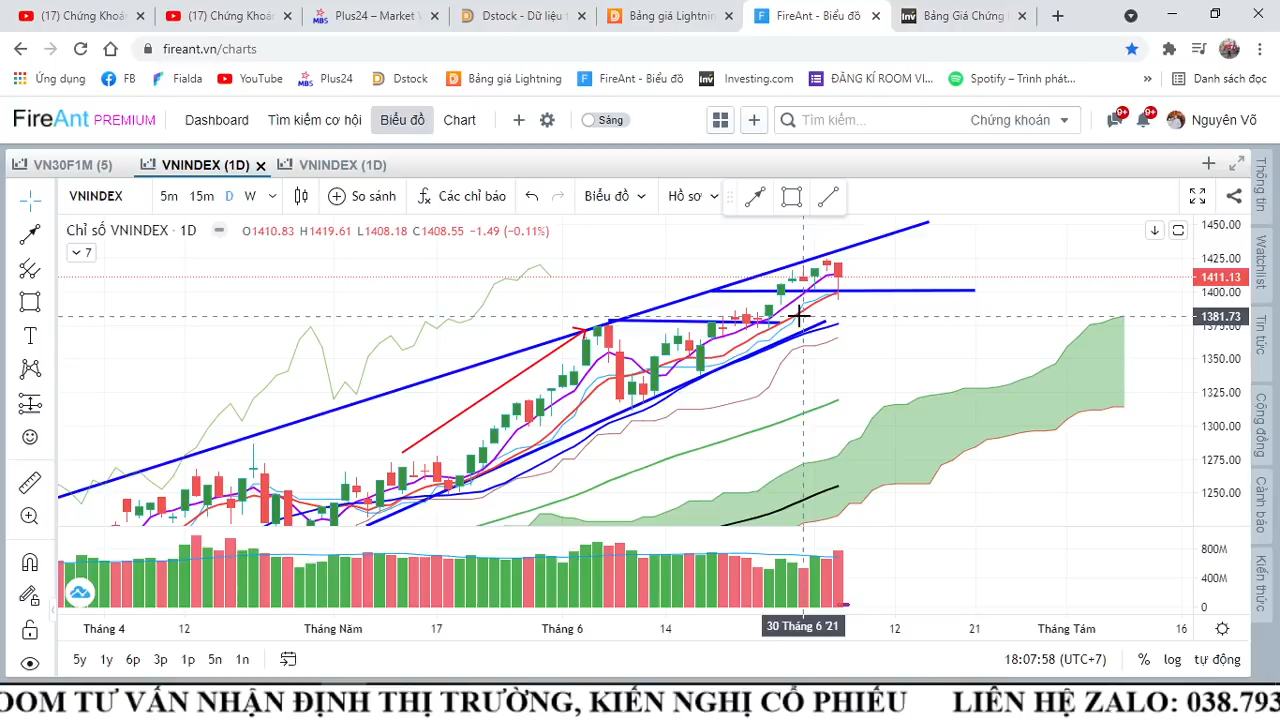 (17) Chứng Khoá
(17) Chứng Khoán
Plus24 – Market V
Dstock - Dữ liệu t
Bảng giá Lightnin
FireAnt - Biểu đồ
Bảng Giá Chứng
fireant.vn/charts
Ứng dụng
FB
Fialda
YouTube
Plus24
Dstock
Bảng giá Lightning
FireAnt - Biểu đồ
Investing.com
ĐĂNG KÍ ROOM VI...
Spotify – Trình phát...
Danh sách đọc
FireAnt PREMIUM
Dashboard
Tìm kiếm cơ hội
Biểu đồ
Chart
Sáng
Tìm kiếm...
Chứng khoán
9+
9+
Nguyên Võ
VN30F1M (5)
VNINDEX (1D)
VNINDEX (1D)
VNINDEX
5m
15m
D
W
So sánh
Các chỉ báo
Biểu đồ
Hồ sơ
Chỉ số VNINDEX · 1D
O1410.83 H1419.61 L1408.18 C1408.55 −1.49 (−0.11%)
7
1450.00
1425.00
1411.13
1400.00
1381.73
1375.00
1350.00
1325.00
1300.00
1275.00
1250.00
800M
400M
0
Thông tin
Watchlist
Tin tức
Cộng đồng
Cảnh báo
Kiến thức
Tháng 4
12
Tháng Năm
17
Tháng 6
14
30 Tháng 6 '21
12
21
Tháng Tám
16
5y
1y
6p
3p
1p
5n
1n
18:07:58 (UTC+7)
%
log
tự động
OOM TƯ VẤN NHẬN ĐỊNH THỊ TRƯỜNG, KIẾN NGHỊ CỔ PHIẾU LIÊN HỆ ZALO: 038.793